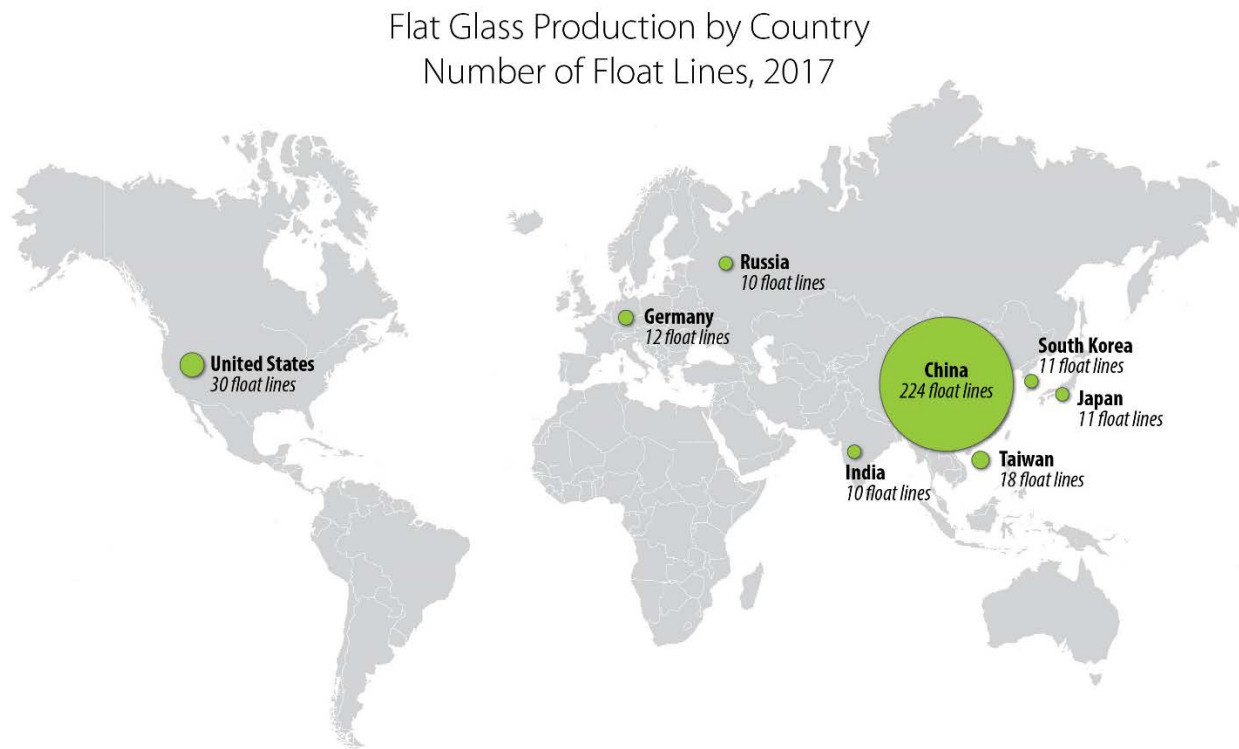 Flat Glass Production by Country
Number of Float Lines, 2017
Russia
10 float lines
Germany
12 float lines
United States
30 float lines
China
224 float lines
South Korea
11 float lines
Japan
11 float lines
India
10 float lines
Taiwan
18 float lines